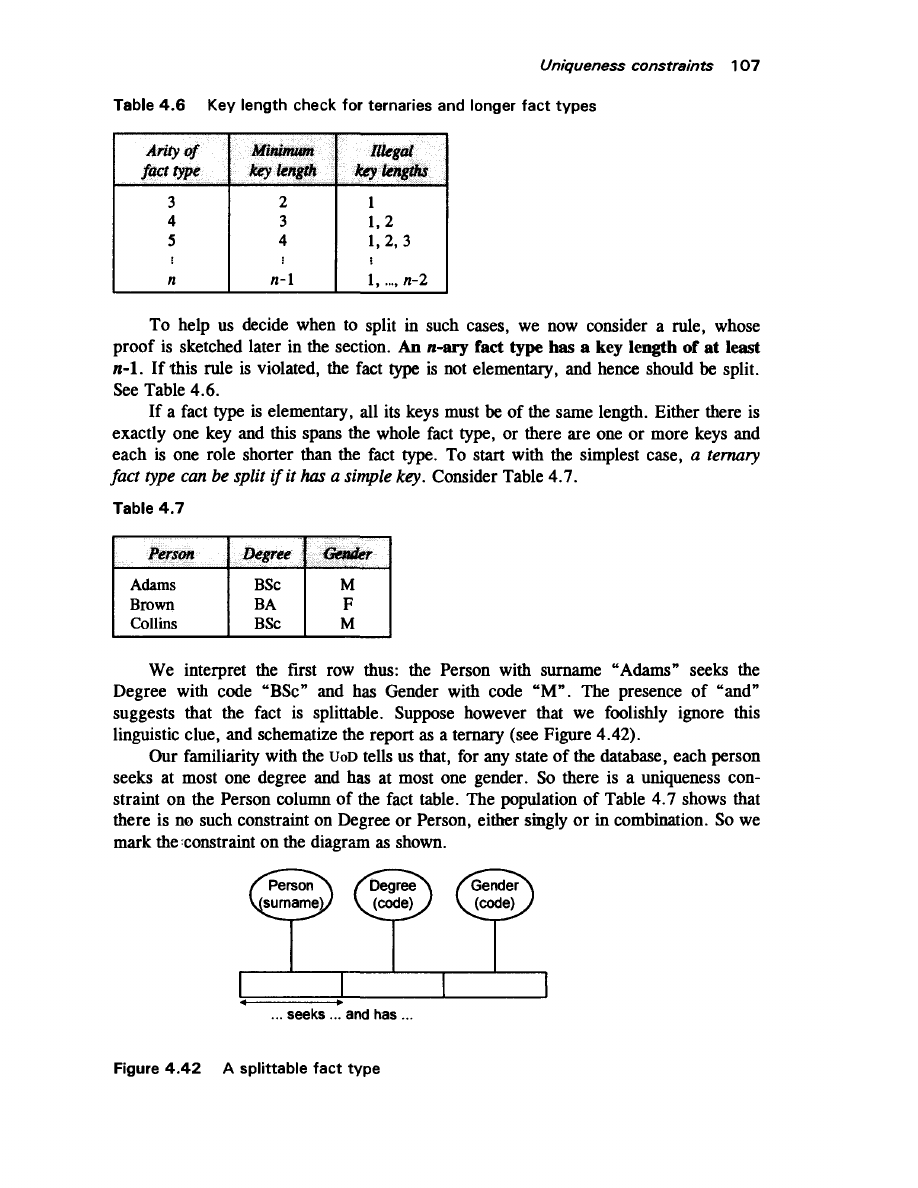 Uniqueness constraints 107
Table 4.6 Key length check for ternaries and longer fact types
Arity of fact type Minimum key length Illegal key lengths
3 2 1
4 3 1, 2
5 4 1, 2, 3
⋮ ⋮ ⋮
n n-1 1, ..., n-2
To help us decide when to split in such cases, we now consider a rule, whose
proof is sketched later in the section. An n-ary fact type has a key length of at least
n-1. If this rule is violated, the fact type is not elementary, and hence should be split.
See Table 4.6.
If a fact type is elementary, all its keys must be of the same length. Either there is
exactly one key and this spans the whole fact type, or there are one or more keys and
each is one role shorter than the fact type. To start with the simplest case, a ternary
fact type can be split if it has a simple key. Consider Table 4.7.
Table 4.7
Person Degree Gender
Adams BSc M
Brown BA F
Collins BSc M
We interpret the first row thus: the Person with surname “Adams” seeks the
Degree with code “BSc” and has Gender with code “M”. The presence of “and”
suggests that the fact is splittable. Suppose however that we foolishly ignore this
linguistic clue, and schematize the report as a ternary (see Figure 4.42).
Our familiarity with the UoD tells us that, for any state of the database, each person
seeks at most one degree and has at most one gender. So there is a uniqueness con-
straint on the Person column of the fact table. The population of Table 4.7 shows that
there is no such constraint on Degree or Person, either singly or in combination. So we
mark the constraint on the diagram as shown.
Person (surname) Degree (code) Gender (code)
... seeks ... and has ...
Figure 4.42 A splittable fact type